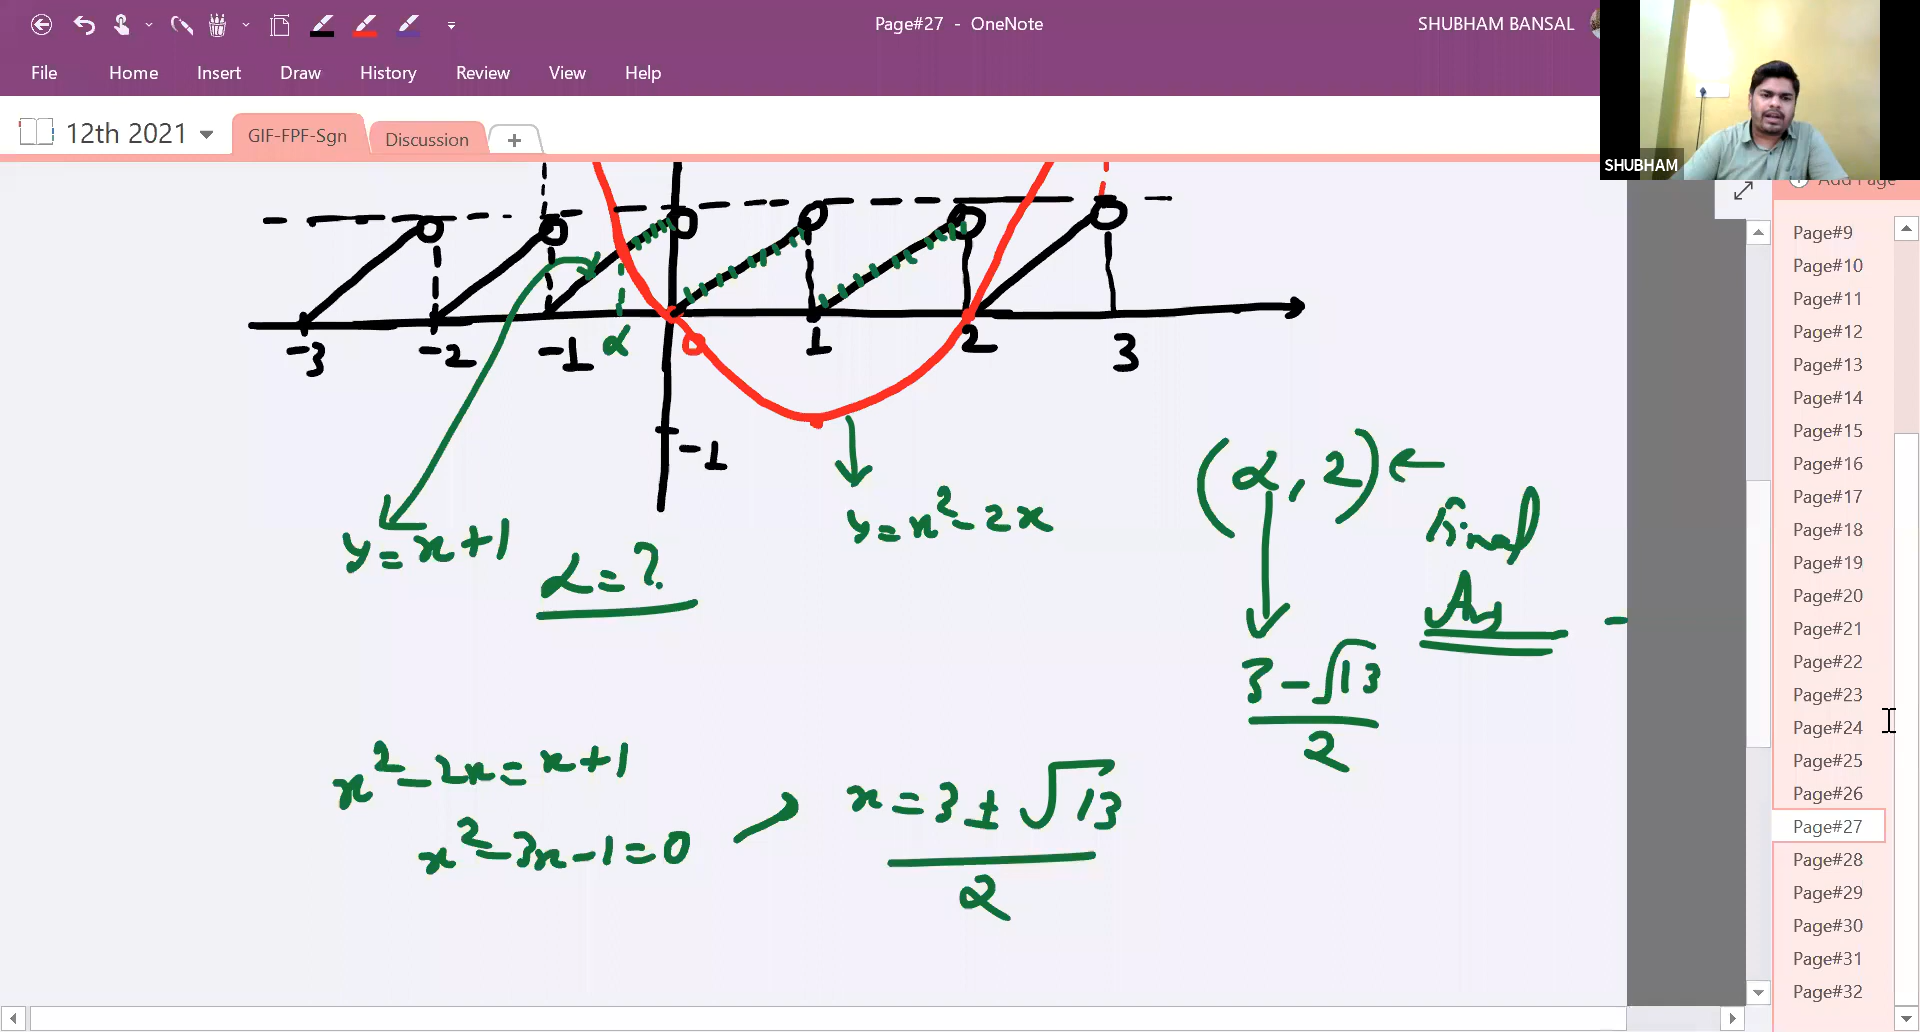 Page#27 - OneNote
SHUBHAM BANSAL
File Home Insert Draw History Review View Help
SHUBHAM
12th 2021
GIF-FPF-Sgn
Discussion
+
-3 -2 -1 α 0 1 2 3
-1
y = x + 1
α = ?
y = x² - 2x
(α, 2) ←
Final
Ans
3 - √13
2
x² - 2x = x + 1
x² - 3x - 1 = 0
x = 3 ± √13
2
Add Page
Page#9
Page#10
Page#11
Page#12
Page#13
Page#14
Page#15
Page#16
Page#17
Page#18
Page#19
Page#20
Page#21
Page#22
Page#23
Page#24
Page#25
Page#26
Page#27
Page#28
Page#29
Page#30
Page#31
Page#32